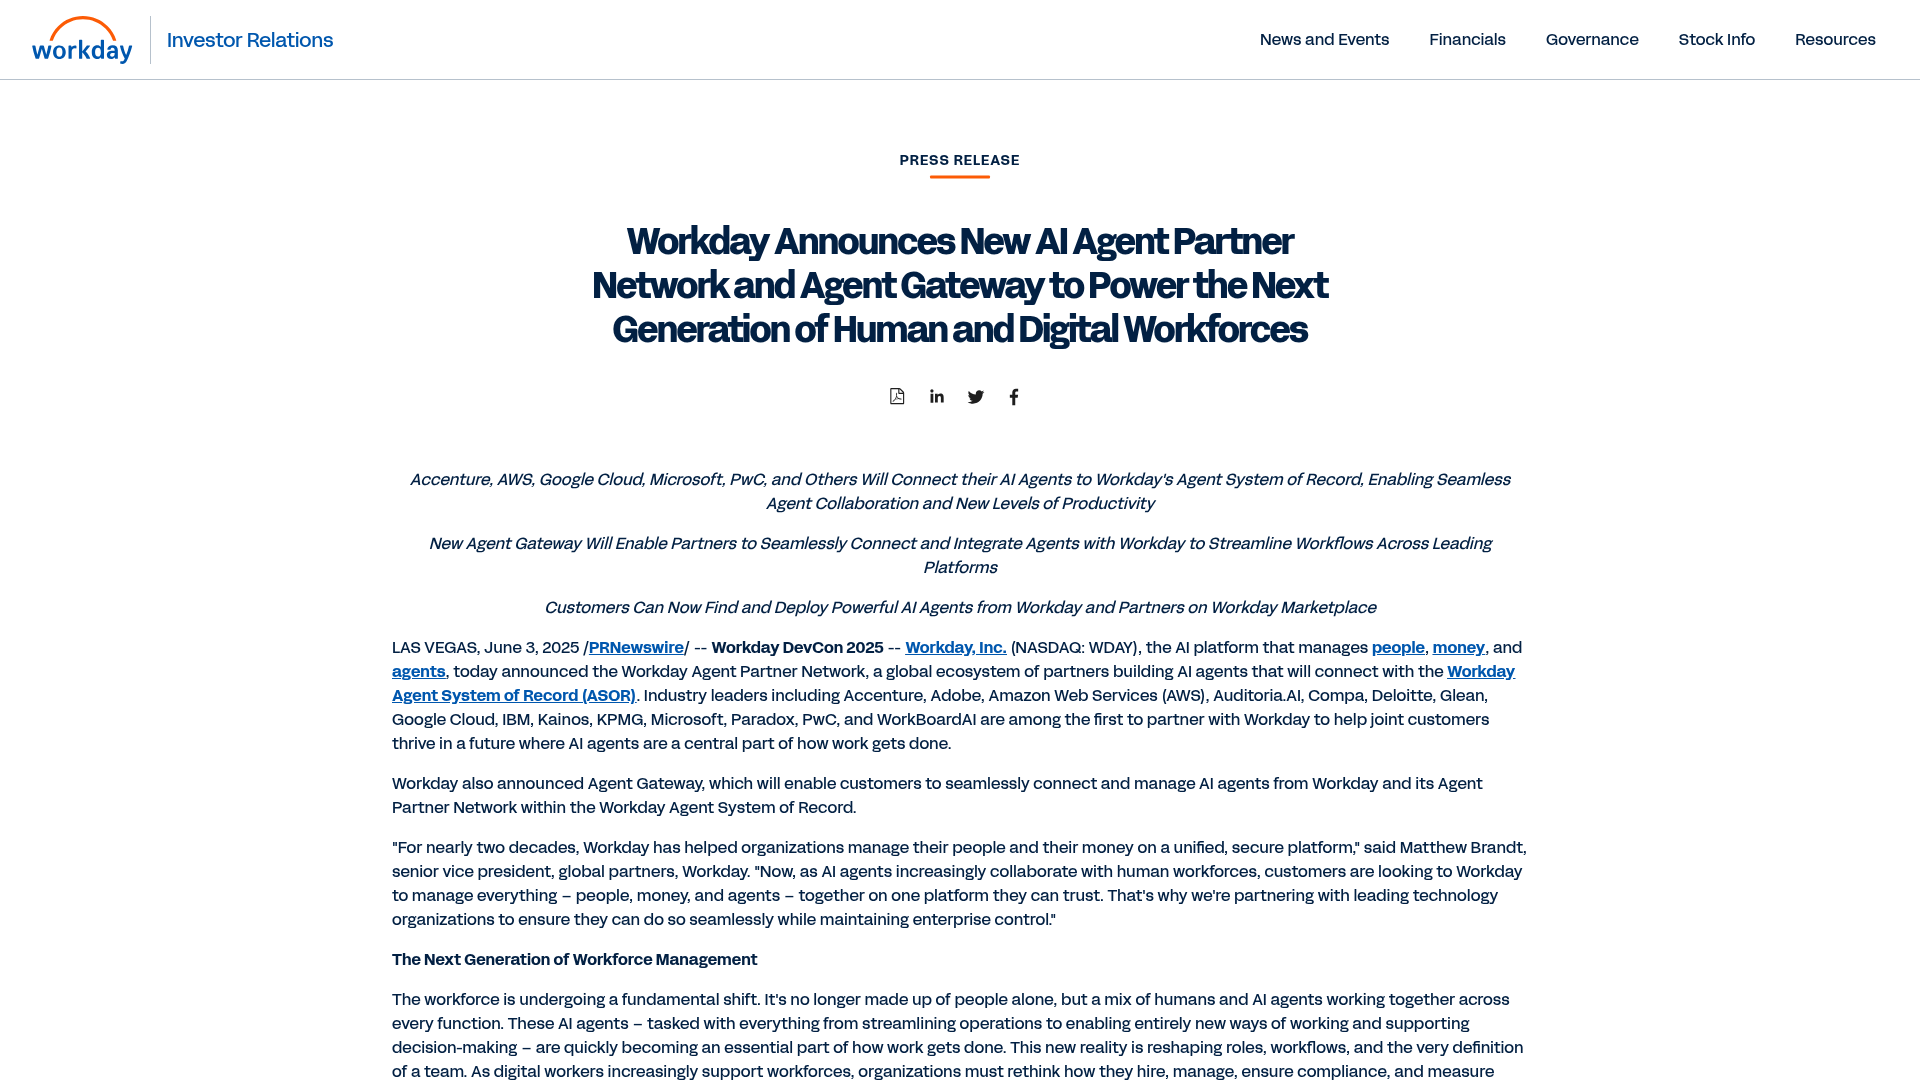 workday
Investor Relations
News and Events
Financials
Governance
Stock Info
Resources
PRESS RELEASE
Workday Announces New AI Agent Partner
Network and Agent Gateway to Power the Next
Generation of Human and Digital Workforces
Accenture, AWS, Google Cloud, Microsoft, PwC, and Others Will Connect their AI Agents to Workday's Agent System of Record, Enabling Seamless
Agent Collaboration and New Levels of Productivity
New Agent Gateway Will Enable Partners to Seamlessly Connect and Integrate Agents with Workday to Streamline Workflows Across Leading
Platforms
Customers Can Now Find and Deploy Powerful AI Agents from Workday and Partners on Workday Marketplace
LAS VEGAS, June 3, 2025 /PRNewswire/ -- Workday DevCon 2025 -- Workday, Inc. (NASDAQ: WDAY), the AI platform that manages people, money, and
agents, today announced the Workday Agent Partner Network, a global ecosystem of partners building AI agents that will connect with the Workday
Agent System of Record (ASOR). Industry leaders including Accenture, Adobe, Amazon Web Services (AWS), Auditoria.AI, Compa, Deloitte, Glean,
Google Cloud, IBM, Kainos, KPMG, Microsoft, Paradox, PwC, and WorkBoardAI are among the first to partner with Workday to help joint customers
thrive in a future where AI agents are a central part of how work gets done.
Workday also announced Agent Gateway, which will enable customers to seamlessly connect and manage AI agents from Workday and its Agent
Partner Network within the Workday Agent System of Record.
"For nearly two decades, Workday has helped organizations manage their people and their money on a unified, secure platform," said Matthew Brandt,
senior vice president, global partners, Workday. "Now, as AI agents increasingly collaborate with human workforces, customers are looking to Workday
to manage everything – people, money, and agents – together on one platform they can trust. That's why we're partnering with leading technology
organizations to ensure they can do so seamlessly while maintaining enterprise control."
The Next Generation of Workforce Management
The workforce is undergoing a fundamental shift. It's no longer made up of people alone, but a mix of humans and AI agents working together across
every function. These AI agents – tasked with everything from streamlining operations to enabling entirely new ways of working and supporting
decision-making – are quickly becoming an essential part of how work gets done. This new reality is reshaping roles, workflows, and the very definition
of a team. As digital workers increasingly support workforces, organizations must rethink how they hire, manage, ensure compliance, and measure